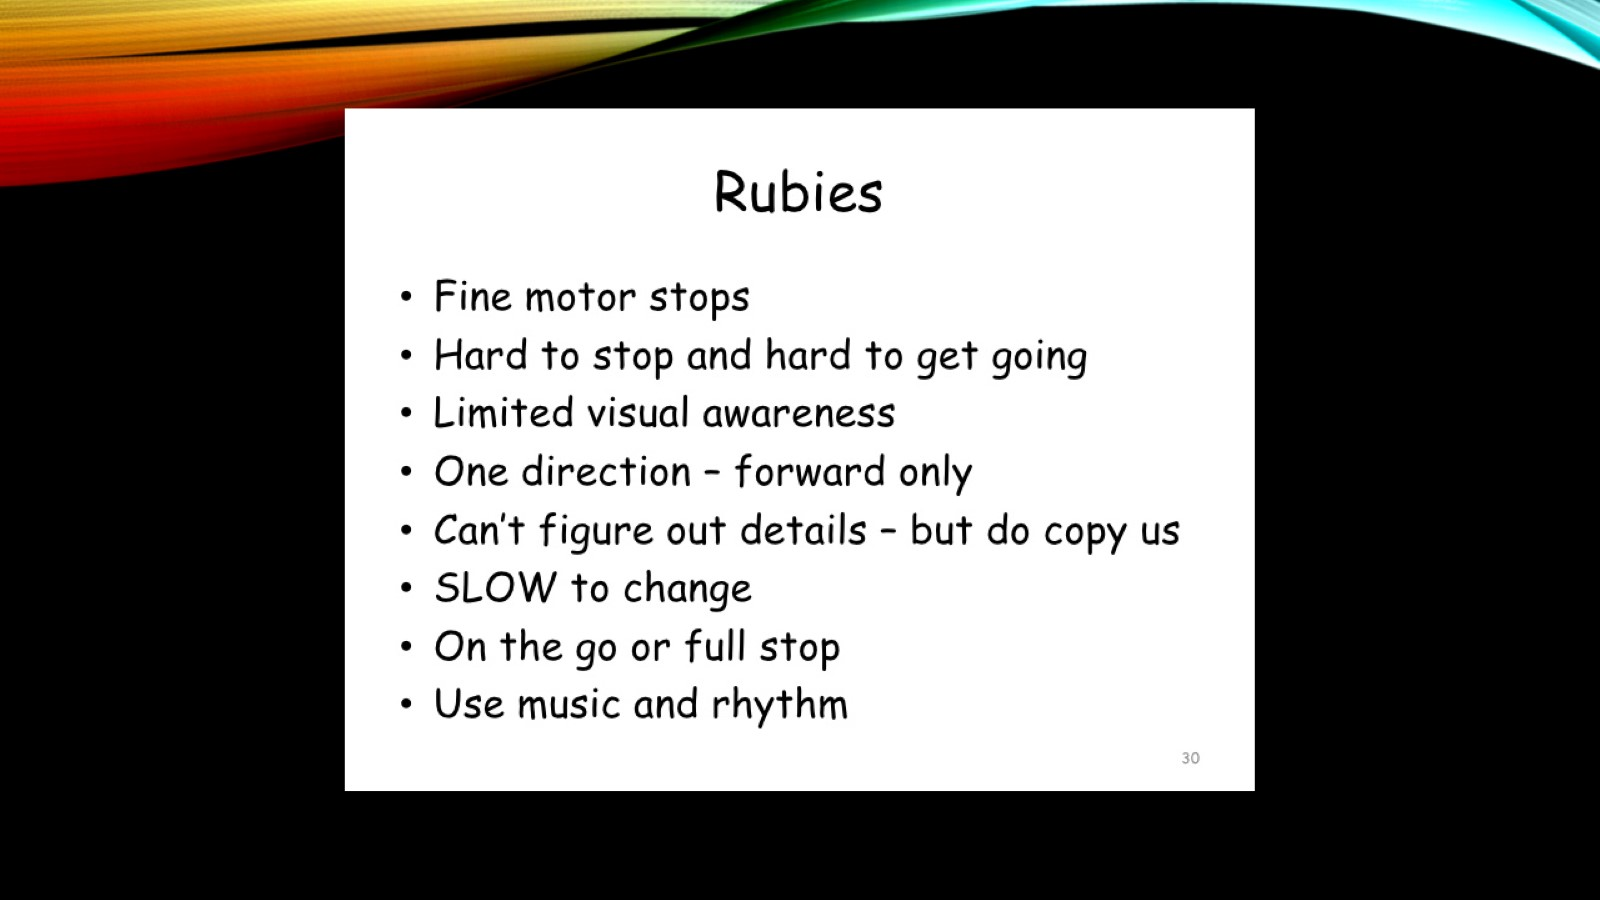 Rubies
• Fine motor stops
• Hard to stop and hard to get going
• Limited visual awareness
• One direction – forward only
• Can't figure out details – but do copy us
• SLOW to change
• On the go or full stop
• Use music and rhythm
30